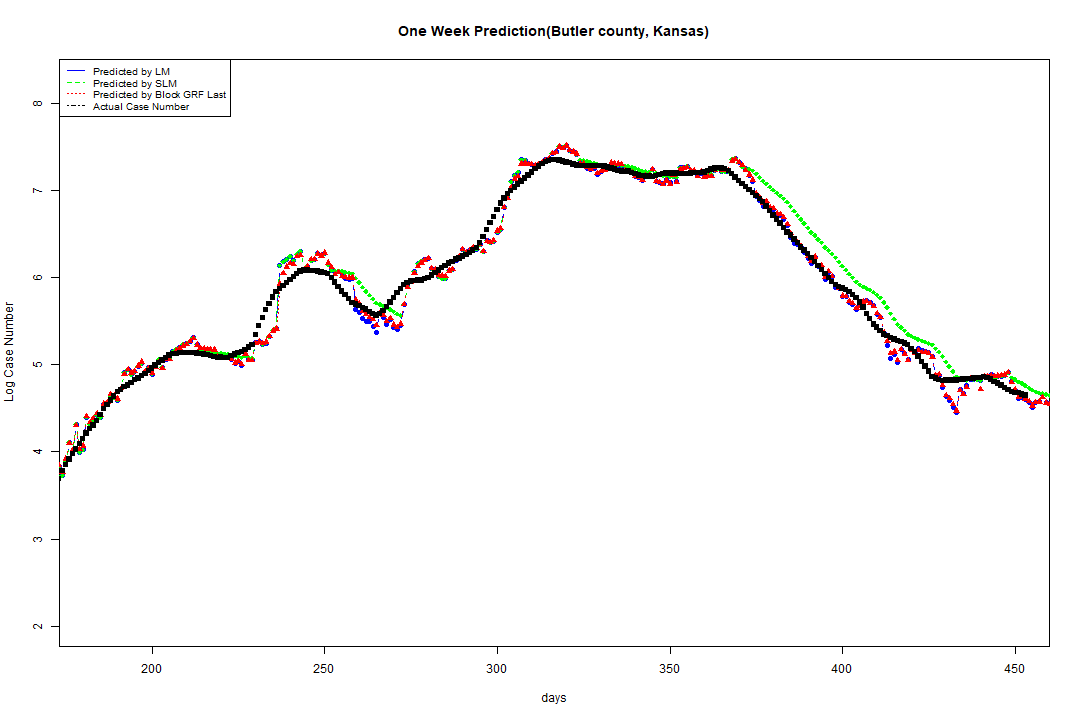 One Week Prediction(Butler county, Kansas)
Predicted by LM
Predicted by SLM
Predicted by Block GRF Last
Actual Case Number
8
7
6
5
4
3
2
Log Case Number
200 250 300 350 400 450
days